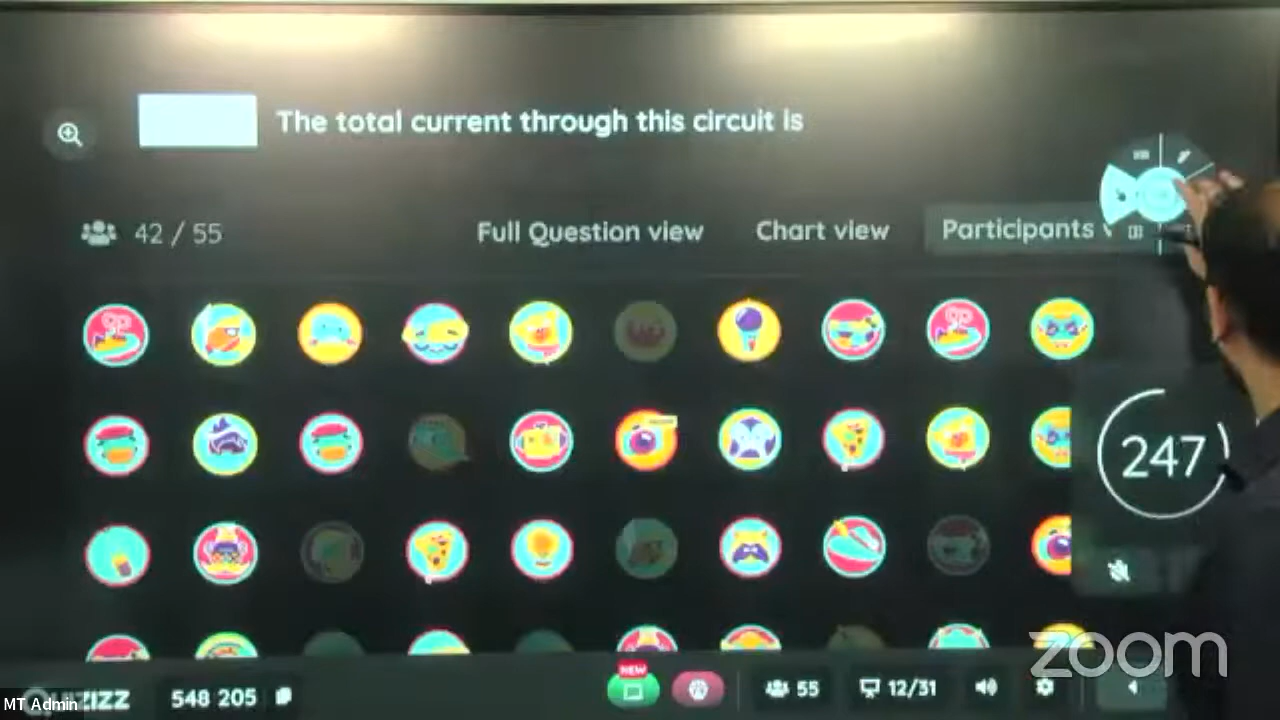 The total current through this circuit is
42 / 55
Full Question view
Chart view
Participants
247
zoom
NEW
MT Admin
548 205
55
12/31